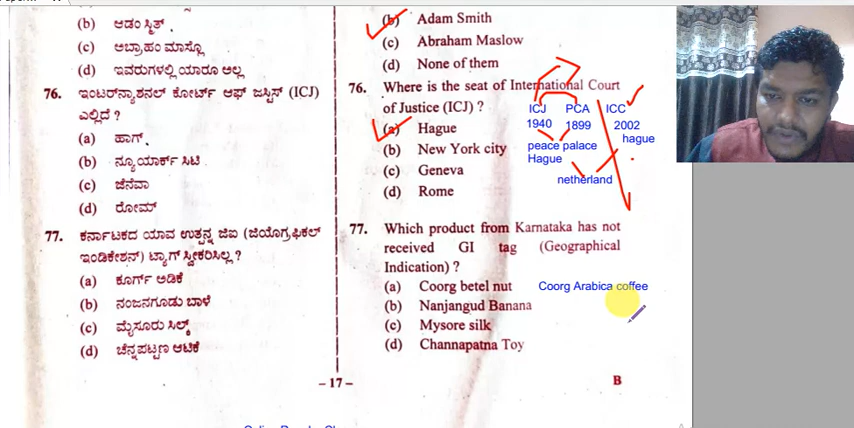 (b) ಆಡಂ ಸ್ಮಿತ್.
(c) ಅಬ್ರಾಹಂ ಮಾಸ್ಲೊ
(d) ಇವರುಗಳಲ್ಲಿ ಯಾರೂ ಅಲ್ಲ
76. ಇಂಟರ್‌ನ್ಯಾಶನಲ್ ಕೋರ್ಟ್ ಆಫ್ ಜಸ್ಟಿಸ್ (ICJ)
ಎಲ್ಲಿದೆ ?
(a) ಹಾಗ್.
(b) ನ್ಯೂಯಾರ್ಕ್ ಸಿಟಿ
(c) ಜಿನೆವಾ
(d) ರೋಮ್
77. ಕರ್ನಾಟಕದ ಯಾವ ಉತ್ಪನ್ನ ಜಿಐ (ಜಿಯೋಗ್ರಫಿಕಲ್
ಇಂಡಿಕೇಶನ್) ಟ್ಯಾಗ್ ಸ್ವೀಕರಿಸಿಲ್ಲ ?
(a) ಕೂರ್ಗ್ ಅಡಿಕೆ
(b) ನಂಜನಗೂಡು ಬಾಳೆ
(c) ಮೈಸೂರು ಸಿಲ್ಕ್
(d) ಚೆನ್ನಪಟ್ಟಣ ಆಟಿಕೆ
(b) Adam Smith
(c) Abraham Maslow
(d) None of them
76. Where is the seat of International Court
of Justice (ICJ) ?
(a) Hague
(b) New York city
(c) Geneva
(d) Rome
ICJ PCA ICC
1940 1899 2002
hague
peace palace
Hague
netherland
77. Which product from Karnataka has not
received GI tag (Geographical
Indication) ?
(a) Coorg betel nut
Coorg Arabica coffee
(b) Nanjangud Banana
(c) Mysore silk
(d) Channapatna Toy
–17–
B